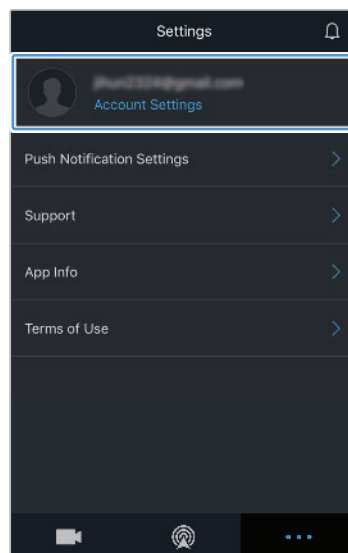 Settings
Account Settings
Push Notification Settings
Support
App Info
Terms of Use